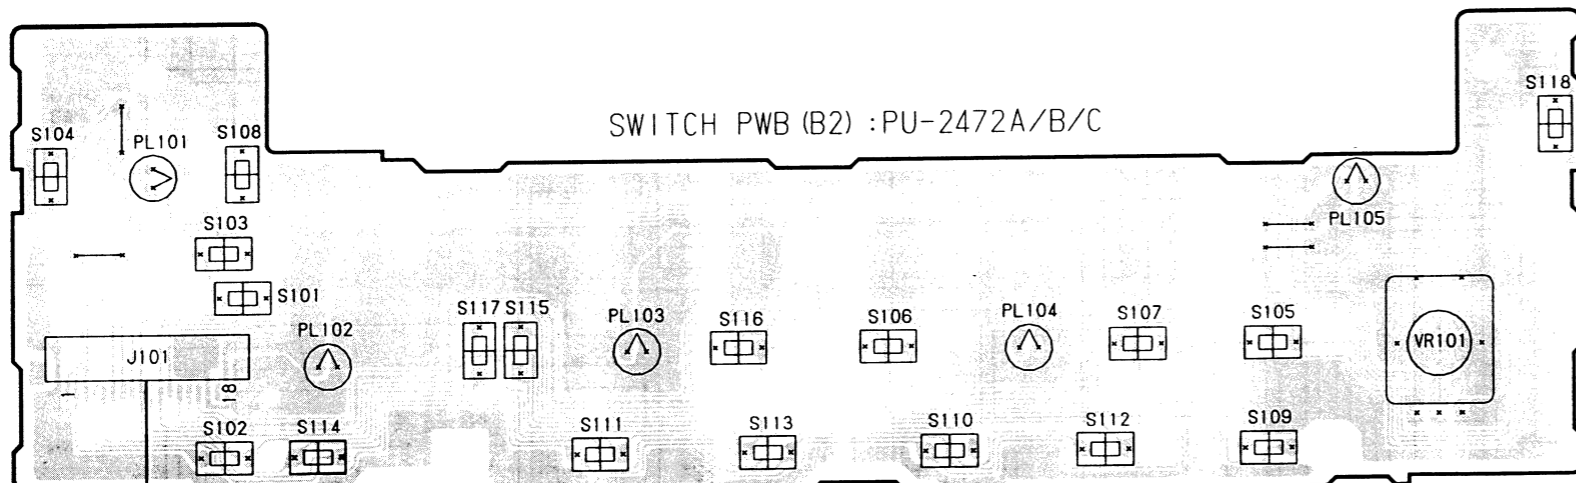 SWITCH PWB (B2) :PU-2472A/B/C
S118
S104
PL101
S108
PL105
S103
S101
S117
S115
PL102
PL103
S116
S106
PL104
S107
S105
J101
VR101
1
18
S102
S114
S111
S113
S110
S112
S109